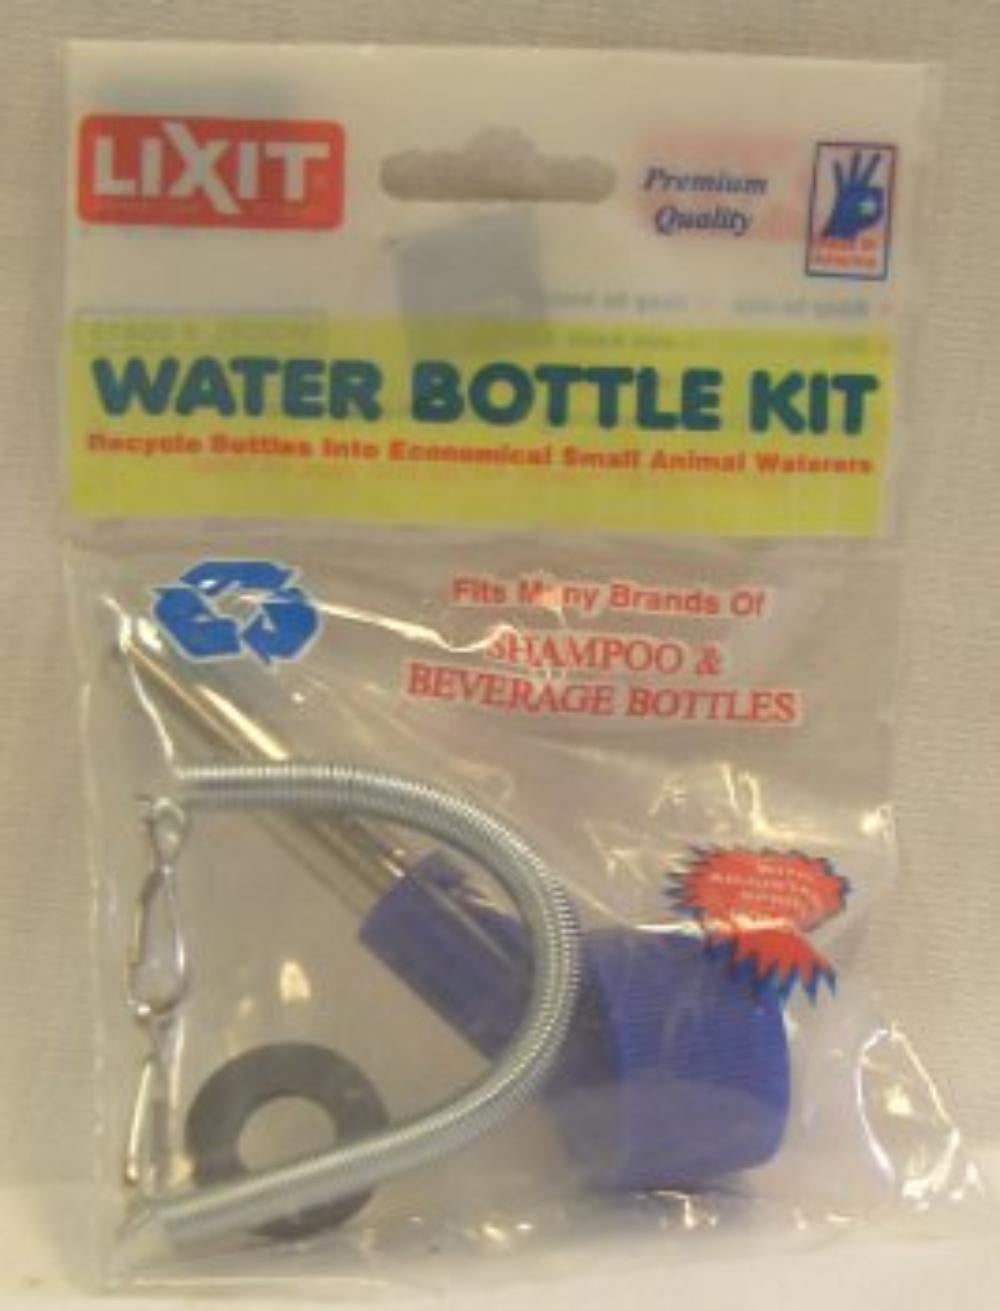 LIXIT
Premium
Quality
WATER BOTTLE KIT
Recycle Bottles Into Economical Small Animal Waterers
Fits Many Brands Of
SHAMPOO &
BEVERAGE BOTTLES
WITH